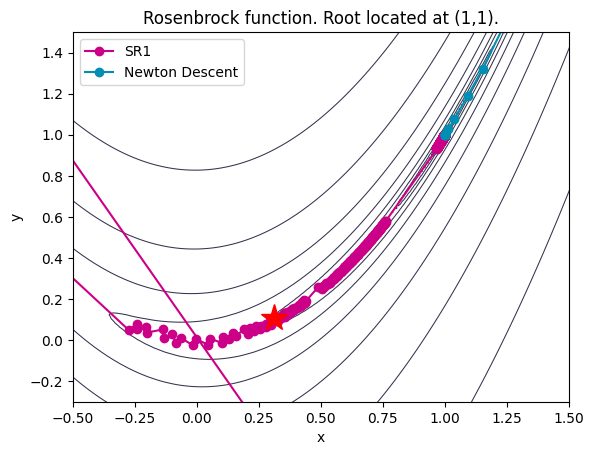 Rosenbrock function. Root located at (1,1).
SR1
Newton Descent
1.4
1.2
1.0
0.8
0.6
0.4
0.2
0.0
−0.2
y
−0.50 −0.25 0.00 0.25 0.50 0.75 1.00 1.25 1.50
x